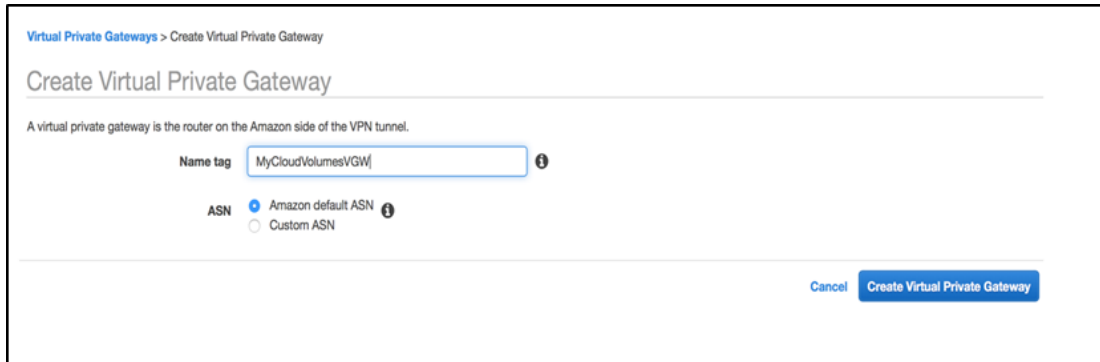 Virtual Private Gateways > Create Virtual Private Gateway
Create Virtual Private Gateway
A virtual private gateway is the router on the Amazon side of the VPN tunnel.
Name tag MyCloudVolumesVGW
ASN Amazon default ASN
Custom ASN
Cancel Create Virtual Private Gateway